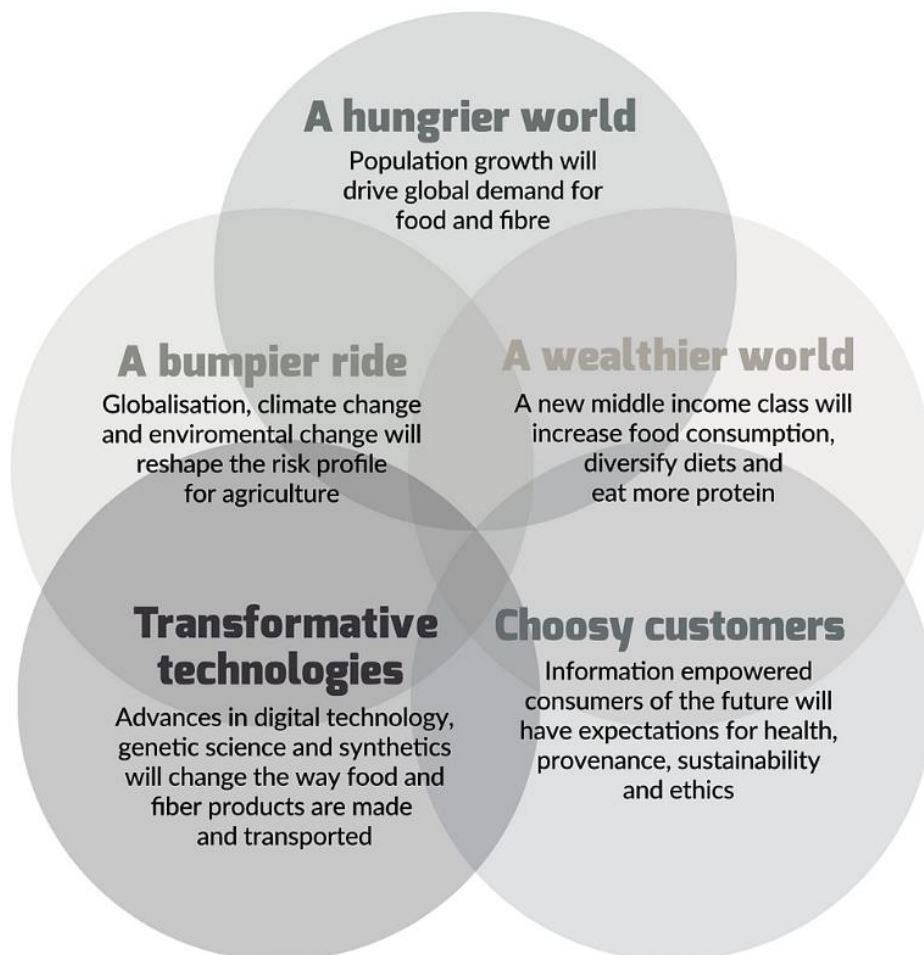 A hungrier world
Population growth will
drive global demand for
food and fibre
A bumpier ride
Globalisation, climate change
and enviromental change will
reshape the risk profile
for agriculture
A wealthier world
A new middle income class will
increase food consumption,
diversify diets and
eat more protein
Transformative
technologies
Advances in digital technology,
genetic science and synthetics
will change the way food and
fiber products are made
and transported
Choosy customers
Information empowered
consumers of the future will
have expectations for health,
provenance, sustainability
and ethics